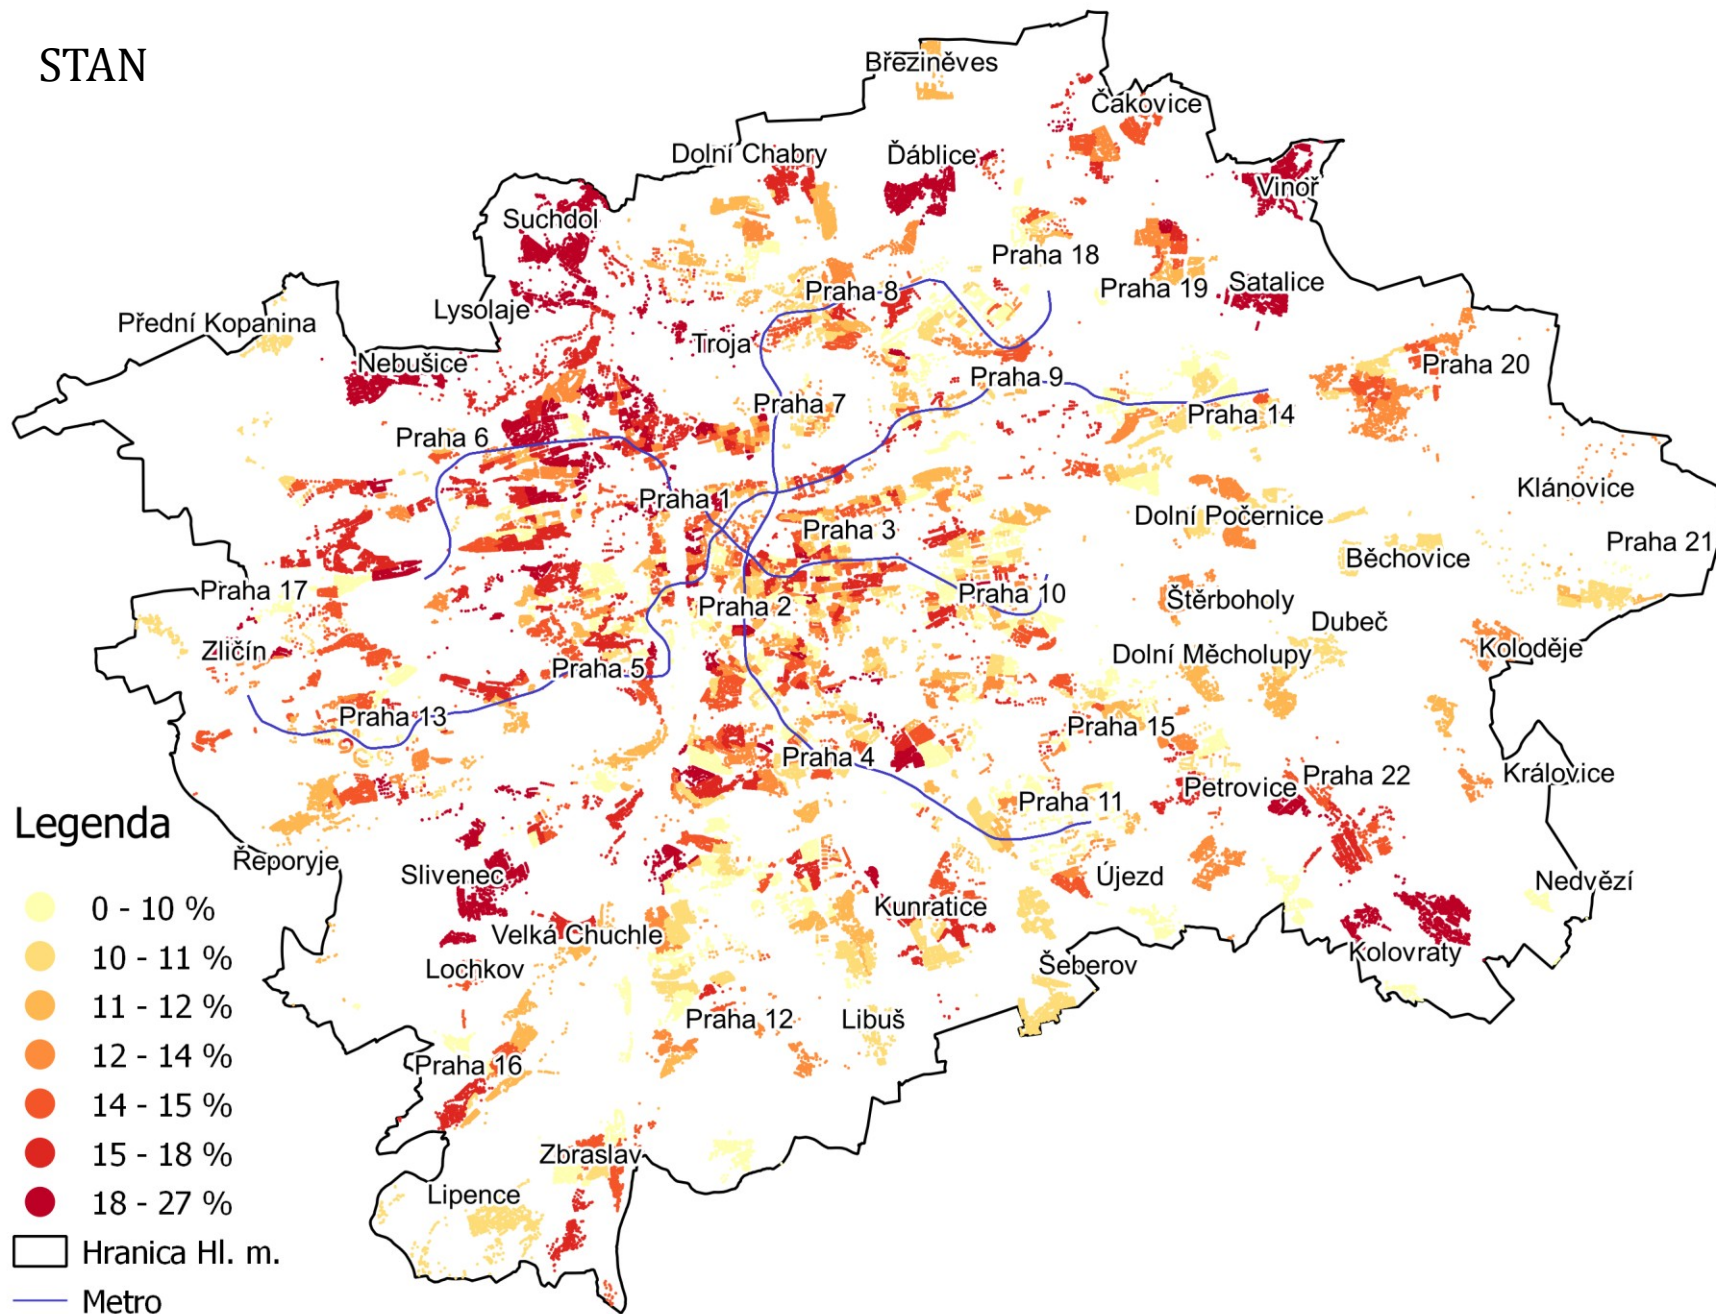 STAN
Březiněves
Čakovice
Dolní Chabry
Ďáblice
Vinoř
Suchdol
Praha 18
Praha 19
Satalice
Praha 8
Lysolaje
Přední Kopanina
Troja
Nebušice
Praha 20
Praha 9
Praha 7
Praha 14
Praha 6
Klánovice
Praha 1
Dolní Počernice
Praha 3
Praha 21
Běchovice
Praha 17
Praha 10
Štěrboholy
Praha 2
Dubeč
Zličín
Koloděje
Dolní Měcholupy
Praha 5
Praha 13
Praha 15
Praha 4
Královice
Praha 22
Petrovice
Praha 11
Legenda
Řeporyje
Slivenec
Újezd
Nedvězí
0 - 10 %
Kunratice
Velká Chuchle
Kolovraty
10 - 11 %
Lochkov
Šeberov
11 - 12 %
Praha 12
Libuš
12 - 14 %
Praha 16
14 - 15 %
Zbraslav
15 - 18 %
Lipence
18 - 27 %
Hranica Hl. m.
Metro